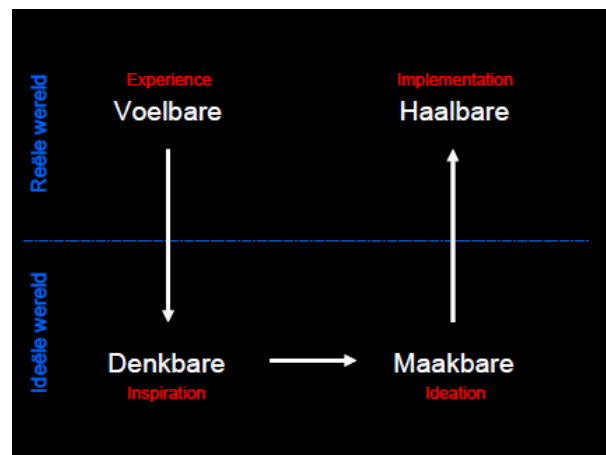 Reële wereld
Experience
Voelbare
Implementation
Haalbare
Ideële wereld
Denkbare
Inspiration
Maakbare
Ideation